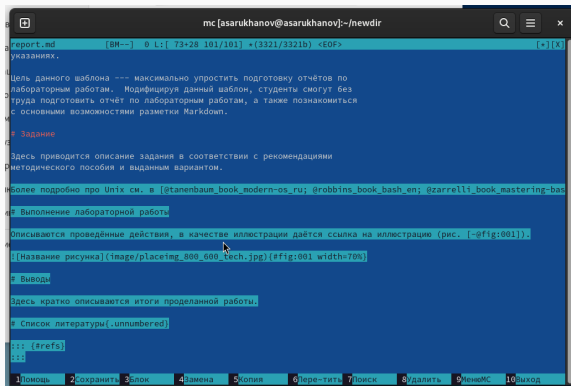 mc [asarukhanov@asarukhanov]:~/newdir
report.md [BM--] 0 L:[ 73+28 101/101] *(3321/3321b) <EOF> [*][X]
указаниях.
Цель данного шаблона --- максимально упростить подготовку отчётов по
лабораторным работам. Модифицируя данный шаблон, студенты смогут без
труда подготовить отчёт по лабораторным работам, а также познакомиться
с основными возможностями разметки Markdown.
# Задание
Здесь приводится описание задания в соответствии с рекомендациями
методического пособия и выданным вариантом.
Более подробно про Unix см. в [@tanenbaum_book_modern-os_ru; @robbins_book_bash_en; @zarrelli_book_mastering-bas
# Выполнение лабораторной работы
Описываются проведённые действия, в качестве иллюстрации даётся ссылка на иллюстрацию (рис. [-@fig:001]).
![Название рисунка](image/placeimg_800_600_tech.jpg){#fig:001 width=70%}
# Выводы
Здесь кратко описываются итоги проделанной работы.
# Список литературы{.unnumbered}
::: {#refs}
:::
1Помощь 2Сохранить 3Блок 4Замена 5Копия 6Пере~тить 7Поиск 8Удалить 9МенюMC 10Выход